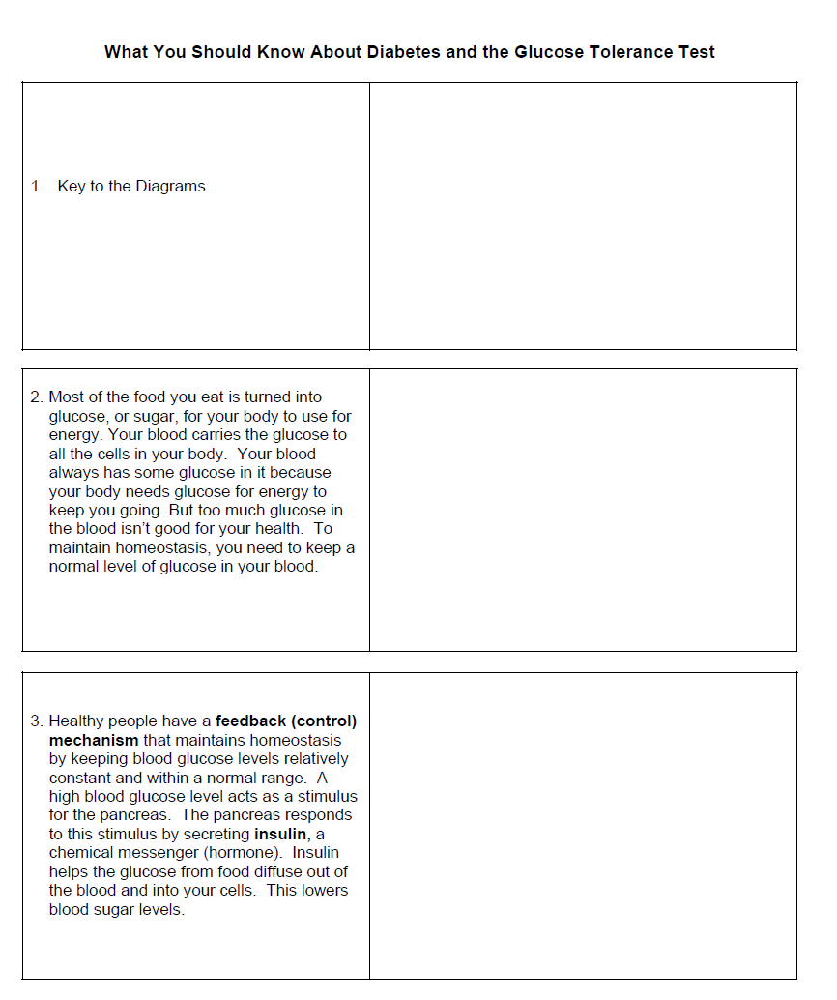 What You Should Know About Diabetes and the Glucose Tolerance Test
1. Key to the Diagrams
2. Most of the food you eat is turned into
glucose, or sugar, for your body to use for
energy. Your blood carries the glucose to
all the cells in your body. Your blood
always has some glucose in it because
your body needs glucose for energy to
keep you going. But too much glucose in
the blood isn't good for your health. To
maintain homeostasis, you need to keep a
normal level of glucose in your blood.
3. Healthy people have a feedback (control)
mechanism that maintains homeostasis
by keeping blood glucose levels relatively
constant and within a normal range. A
high blood glucose level acts as a stimulus
for the pancreas. The pancreas responds
to this stimulus by secreting insulin, a
chemical messenger (hormone). Insulin
helps the glucose from food diffuse out of
the blood and into your cells. This lowers
blood sugar levels.